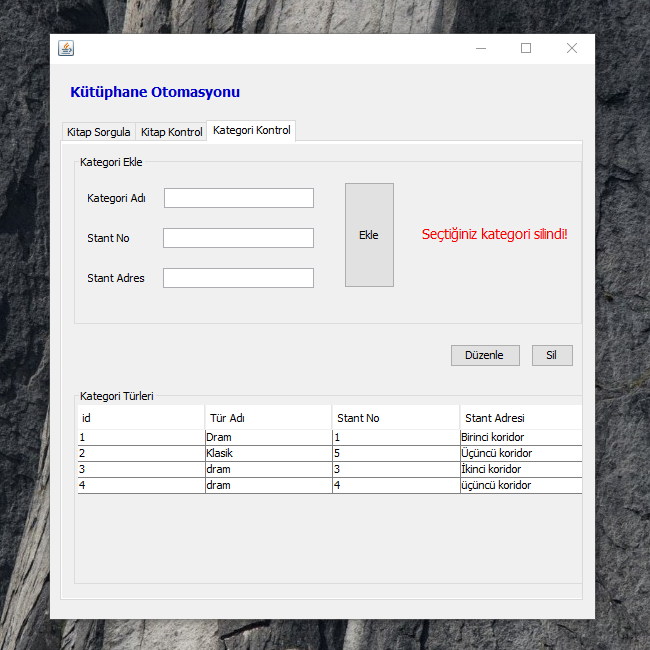 Kütüphane Otomasyonu
Kitap Sorgula Kitap Kontrol Kategori Kontrol
Kategori Ekle
Kategori Adı
Stant No
Stant Adres
Ekle
Seçtiğiniz kategori silindi!
Düzenle Sil
Kategori Türleri
id Tür Adı Stant No Stant Adresi
1 Dram 1 Birinci koridor
2 Klasik 5 Üçüncü koridor
3 dram 3 İkinci koridor
4 dram 4 üçüncü koridor